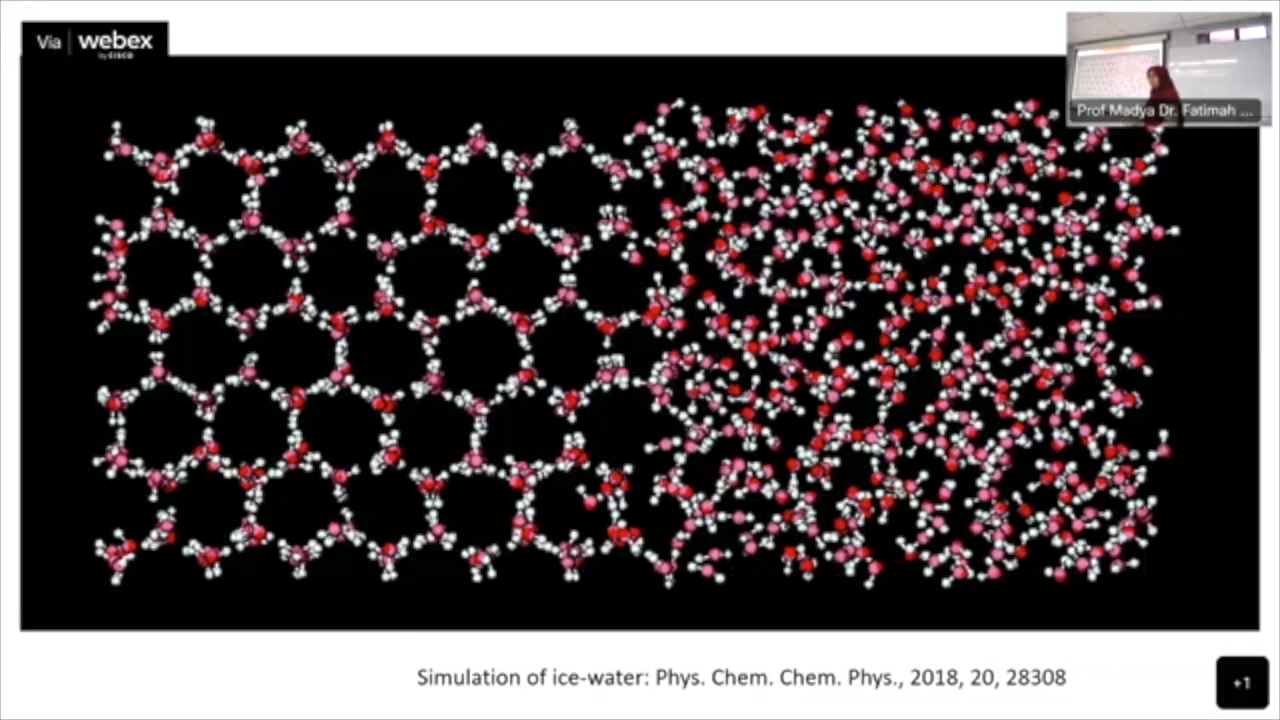 Via webex
by CISCO
Prof Madya Dr. Fatimah ...
Simulation of ice-water: Phys. Chem. Chem. Phys., 2018, 20, 28308
+1